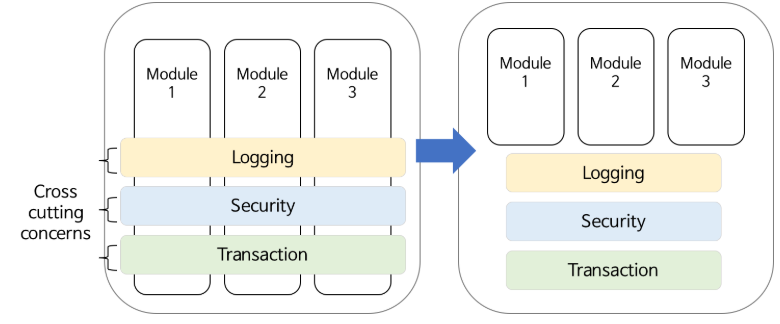 Module
1
Module
2
Module
3
Logging
Security
Transaction
Cross
cutting
concerns
Module
1
Module
2
Module
3
Logging
Security
Transaction